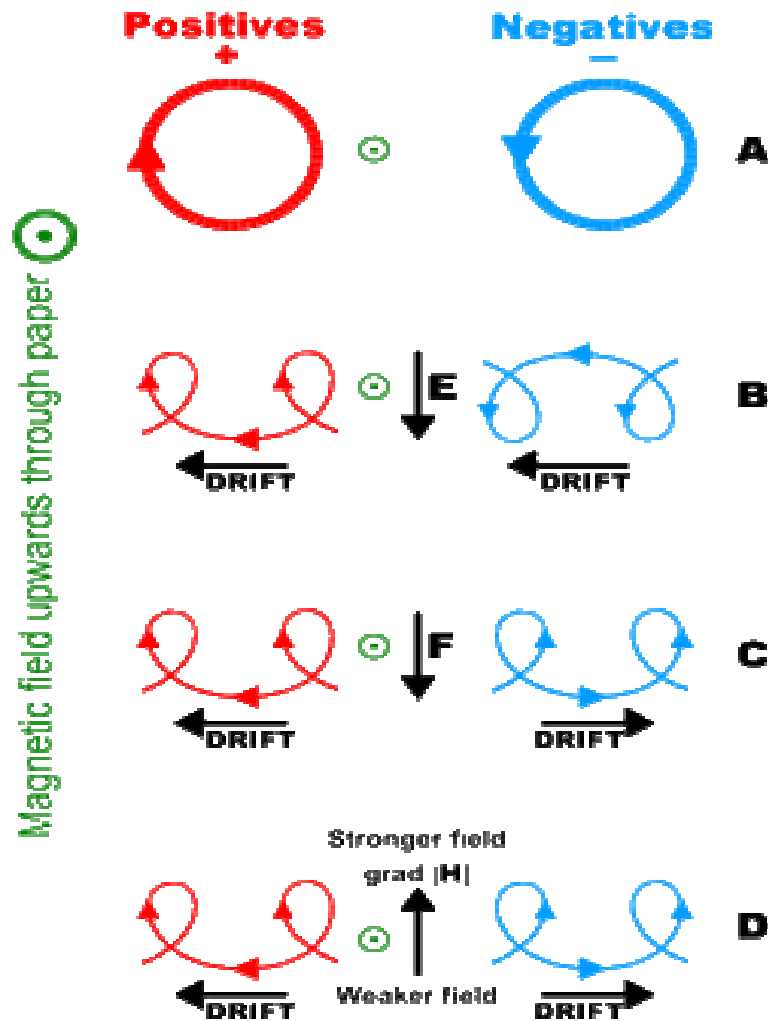 Positives
+
Negatives
–
A
Magnetic field upwards through paper
E
B
DRIFT
DRIFT
F
C
DRIFT
DRIFT
Stronger field
grad |H|
D
Weaker field
DRIFT
DRIFT